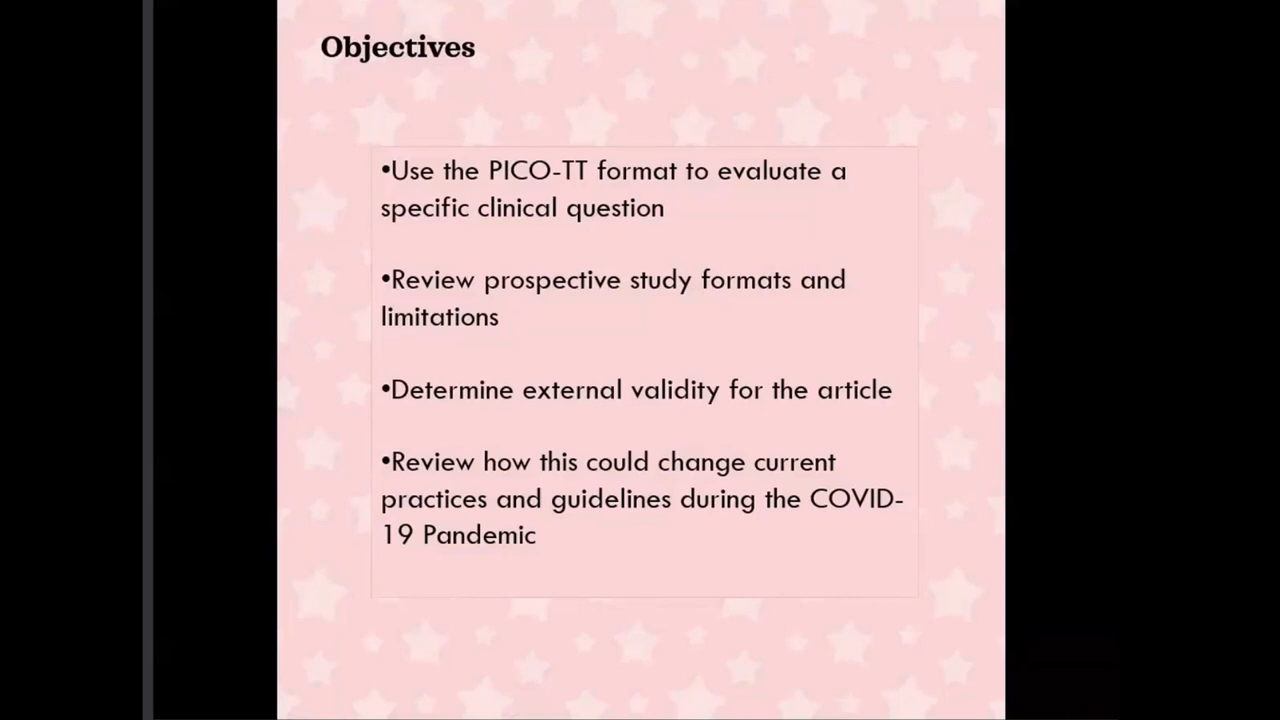 Objectives
•Use the PICO-TT format to evaluate a
specific clinical question
•Review prospective study formats and
limitations
•Determine external validity for the article
•Review how this could change current
practices and guidelines during the COVID-
19 Pandemic